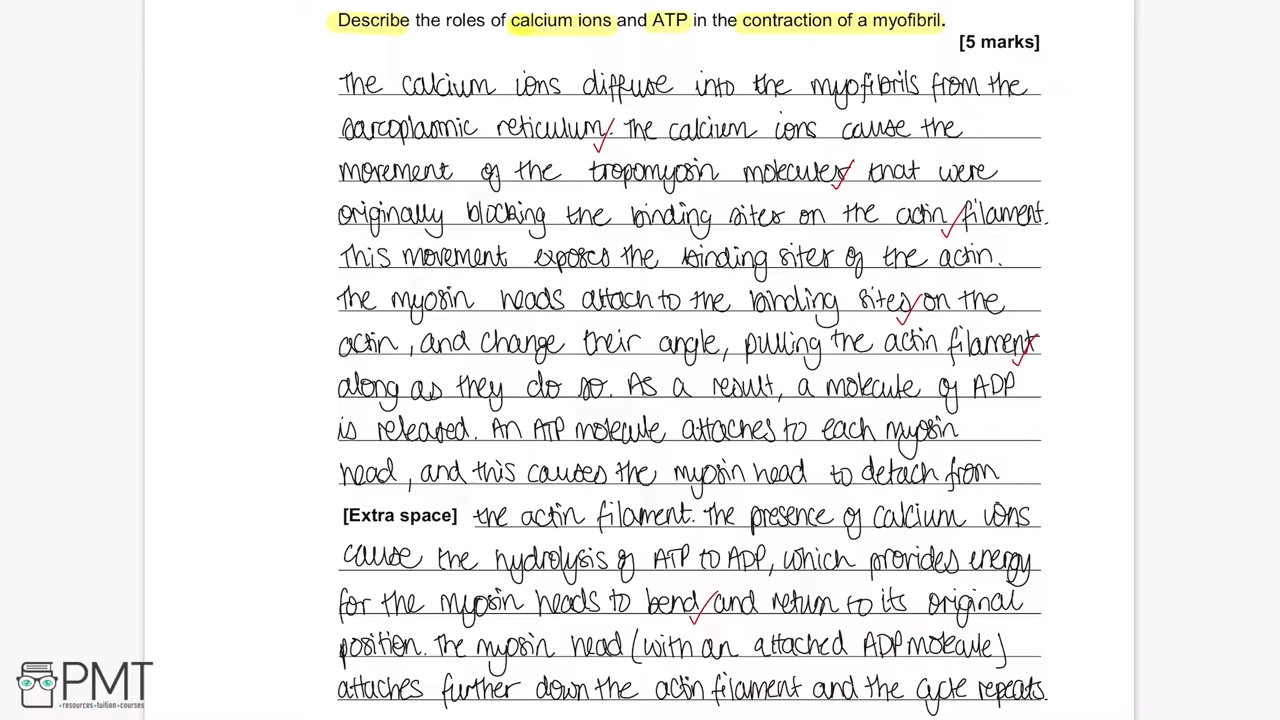 Describe the roles of calcium ions and ATP in the contraction of a myofibril.
[5 marks]
The calcium ions diffuse into the myofibrils from the
sarcoplasmic reticulum. The calcium ions cause the
movement of the tropomyosin molecules that were
originally blocking the binding sites on the actin filament.
This movement exposes the binding sites of the actin.
The myosin heads attach to the binding sites on the
actin, and change their angle, pulling the actin filament
along as they do so. As a result, a molecule of ADP
is released. An ATP molecule attaches to each myosin
head, and this causes the myosin head to detach from
[Extra space] the actin filament. The presence of calcium ions
cause the hydrolysis of ATP to ADP, which provides energy
for the myosin heads to bend and return to its original
position. The myosin head (with an attached ADP molecule)
attaches further down the actin filament and the cycle repeats.
PMT
•resources•tuition•courses